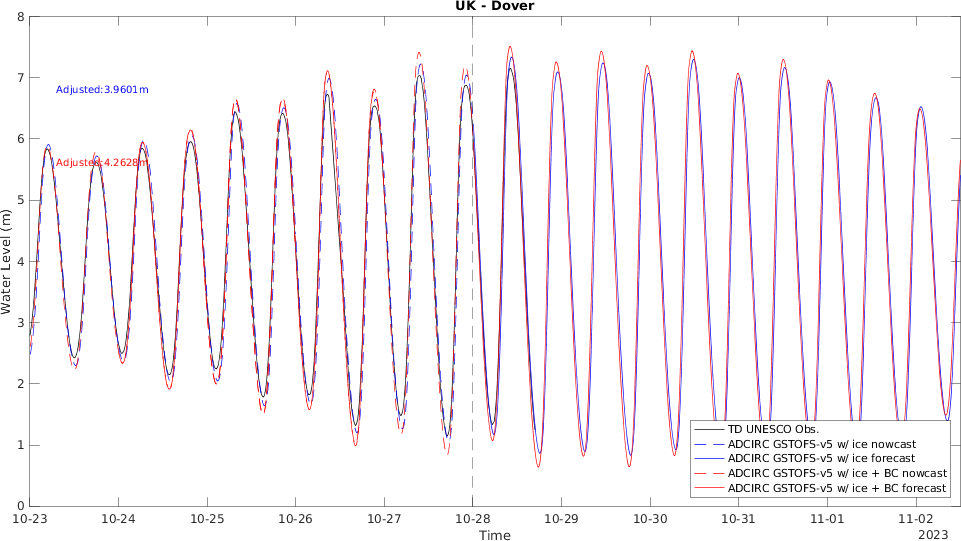 UK - Dover
8
7
6
5
4
3
2
1
0
Water Level (m)
Adjusted:3.9601m
Adjusted:4.2628m
TD UNESCO Obs.
ADCIRC GSTOFS-v5 w/ ice nowcast
ADCIRC GSTOFS-v5 w/ ice forecast
ADCIRC GSTOFS-v5 w/ ice + BC nowcast
ADCIRC GSTOFS-v5 w/ ice + BC forecast
10-23 10-24 10-25 10-26 10-27 10-28 10-29 10-30 10-31 11-01 11-02
Time
2023